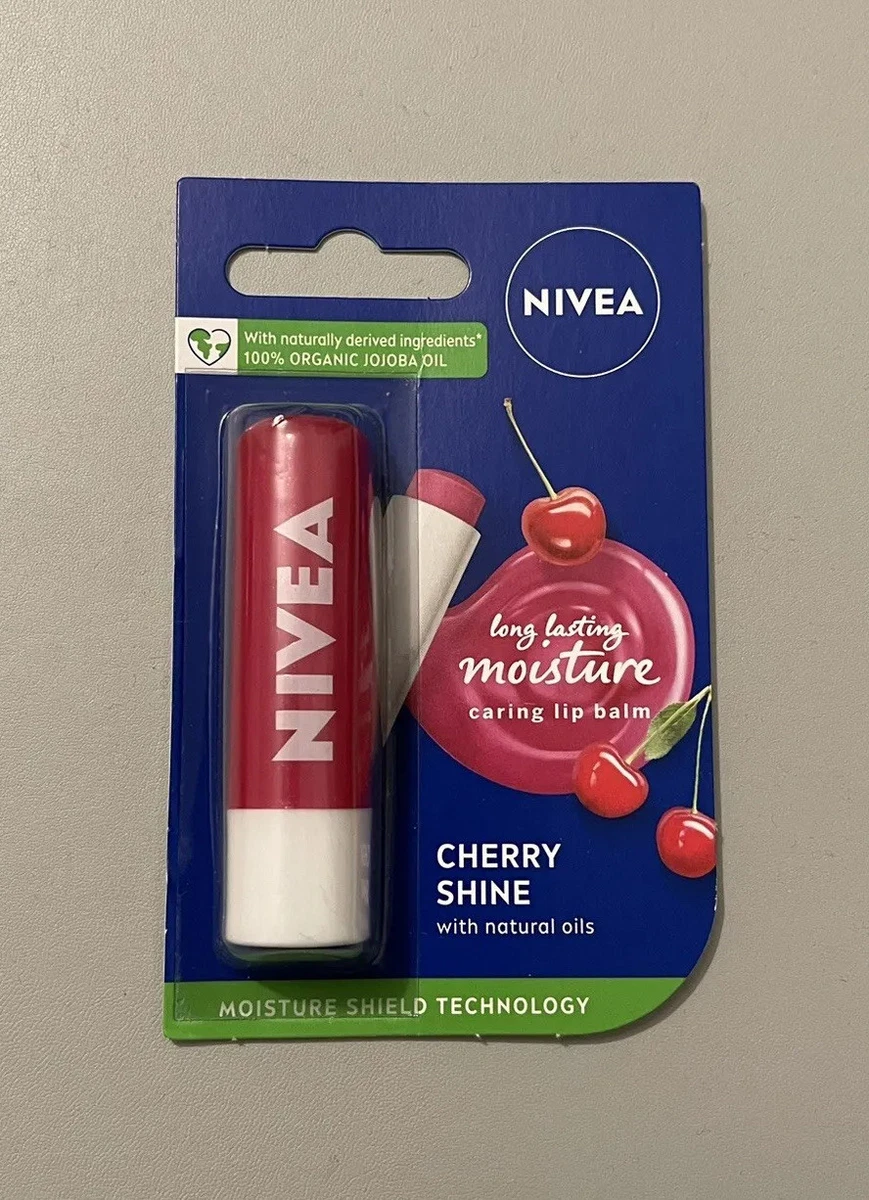 NIVEA
With naturally derived ingredients*
100% ORGANIC JOJOBA OIL
NIVEA
long lasting
moisture
caring lip balm
CHERRY
SHINE
with natural oils
MOISTURE SHIELD TECHNOLOGY